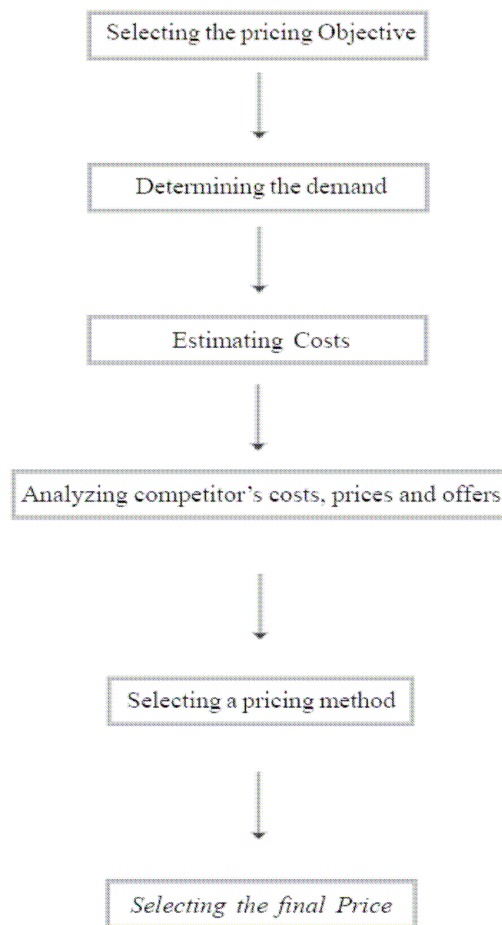 Selecting the pricing Objective
Determining the demand
Estimating Costs
Analyzing competitor's costs, prices and offers
Selecting a pricing method
Selecting the final Price